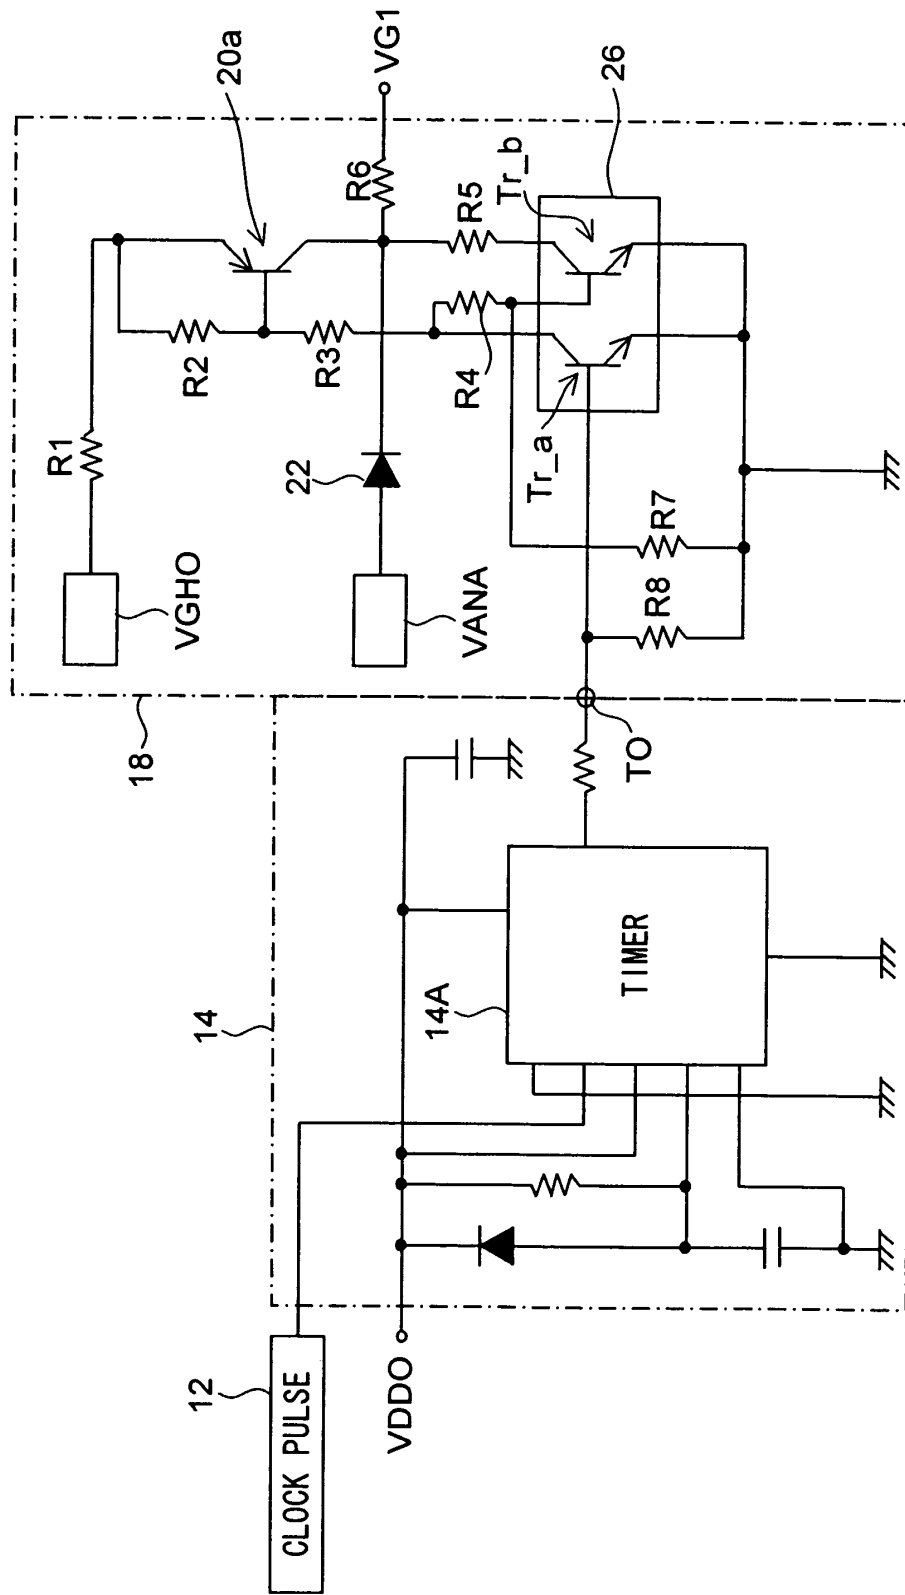 12
CLOCK PULSE
VDDO
14
14A
TIMER
TO
18
VGHO
R1
R2
R3
20a
VANA
22
R6
VG1
R4
R5
Tr_a
Tr_b
26
R7
R8